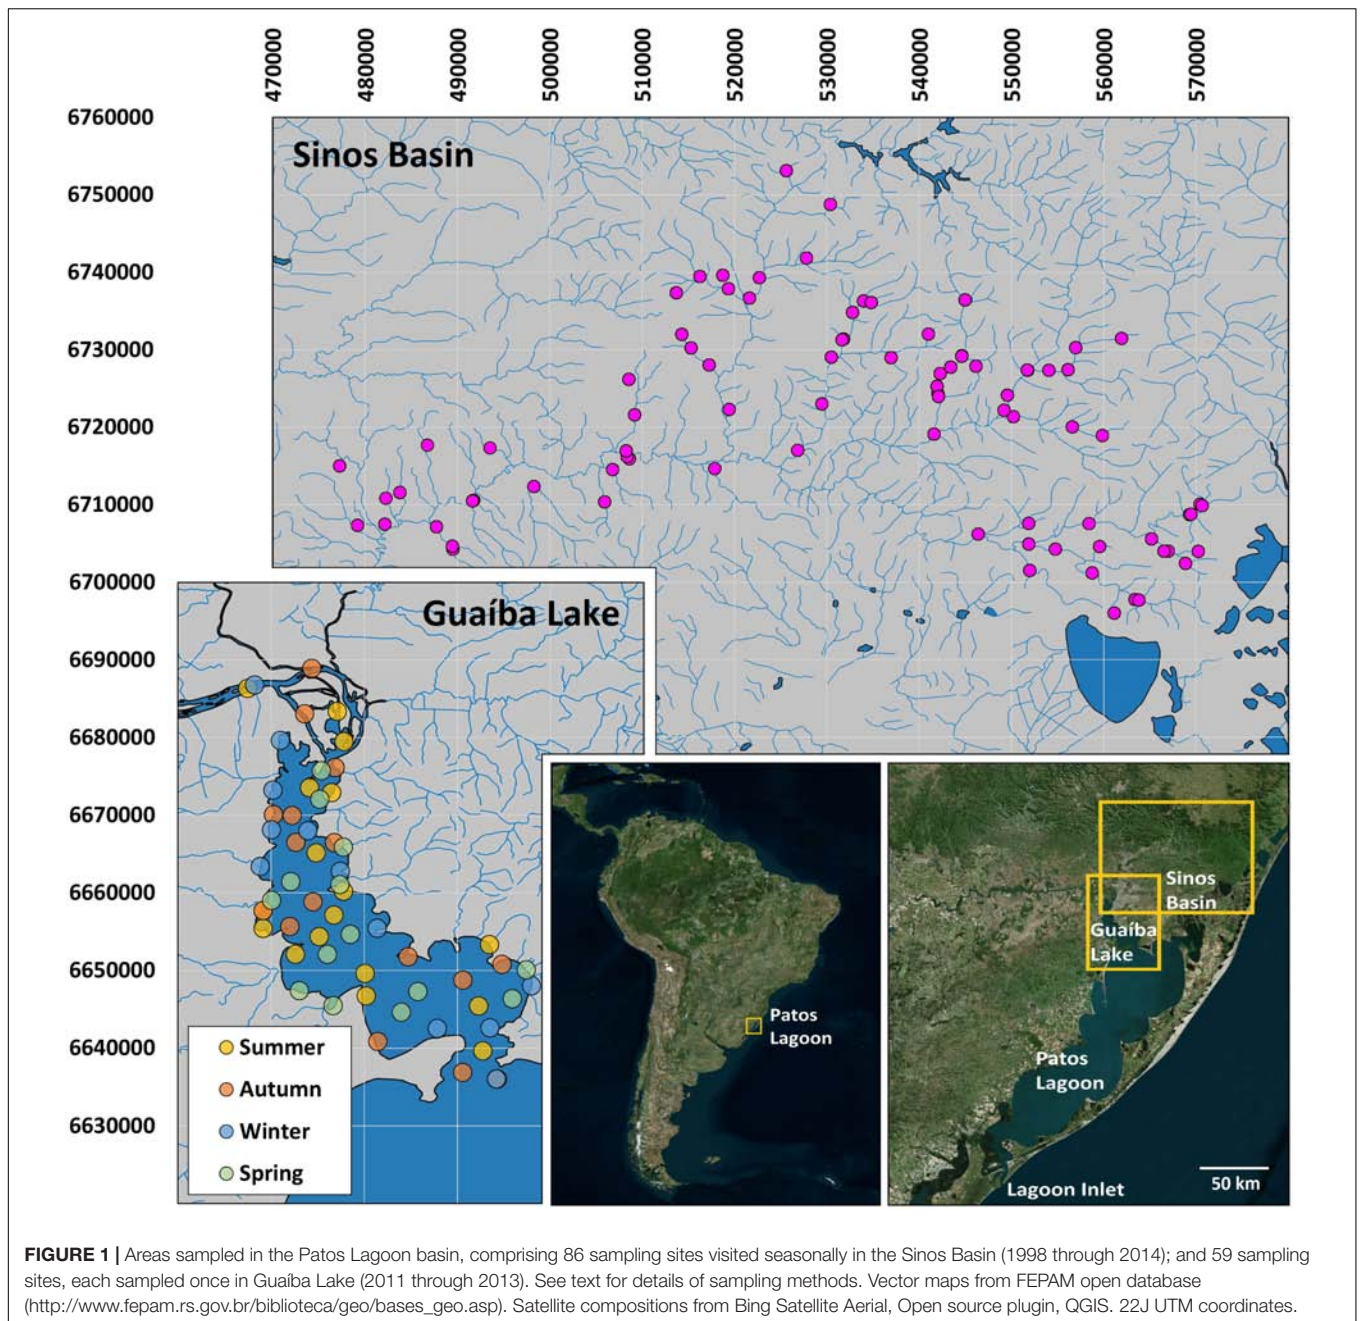 470000
480000
490000
500000
510000
520000
530000
540000
550000
560000
570000
6760000
6750000
6740000
6730000
6720000
6710000
6700000
6690000
6680000
6670000
6660000
6650000
6640000
6630000
Sinos Basin
Guaíba Lake
Summer
Autumn
Winter
Spring
Patos
Lagoon
Sinos
Basin
Guaíba
Lake
Patos
Lagoon
Lagoon Inlet
50 km
FIGURE 1 | Areas sampled in the Patos Lagoon basin, comprising 86 sampling sites visited seasonally in the Sinos Basin (1998 through 2014); and 59 sampling
sites, each sampled once in Guaíba Lake (2011 through 2013). See text for details of sampling methods. Vector maps from FEPAM open database
(http://www.fepam.rs.gov.br/biblioteca/geo/bases_geo.asp). Satellite compositions from Bing Satellite Aerial, Open source plugin, QGIS. 22J UTM coordinates.